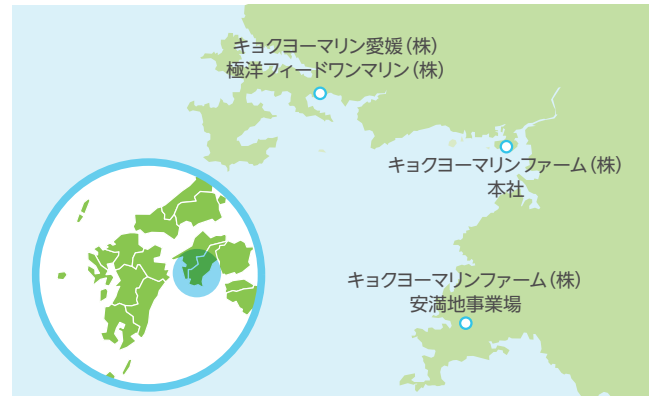 キョクヨーマリン愛媛(株)
極洋フィードワンマリン(株)
キョクヨーマリンファーム(株)
本社
キョクヨーマリンファーム(株)
安満地事業場